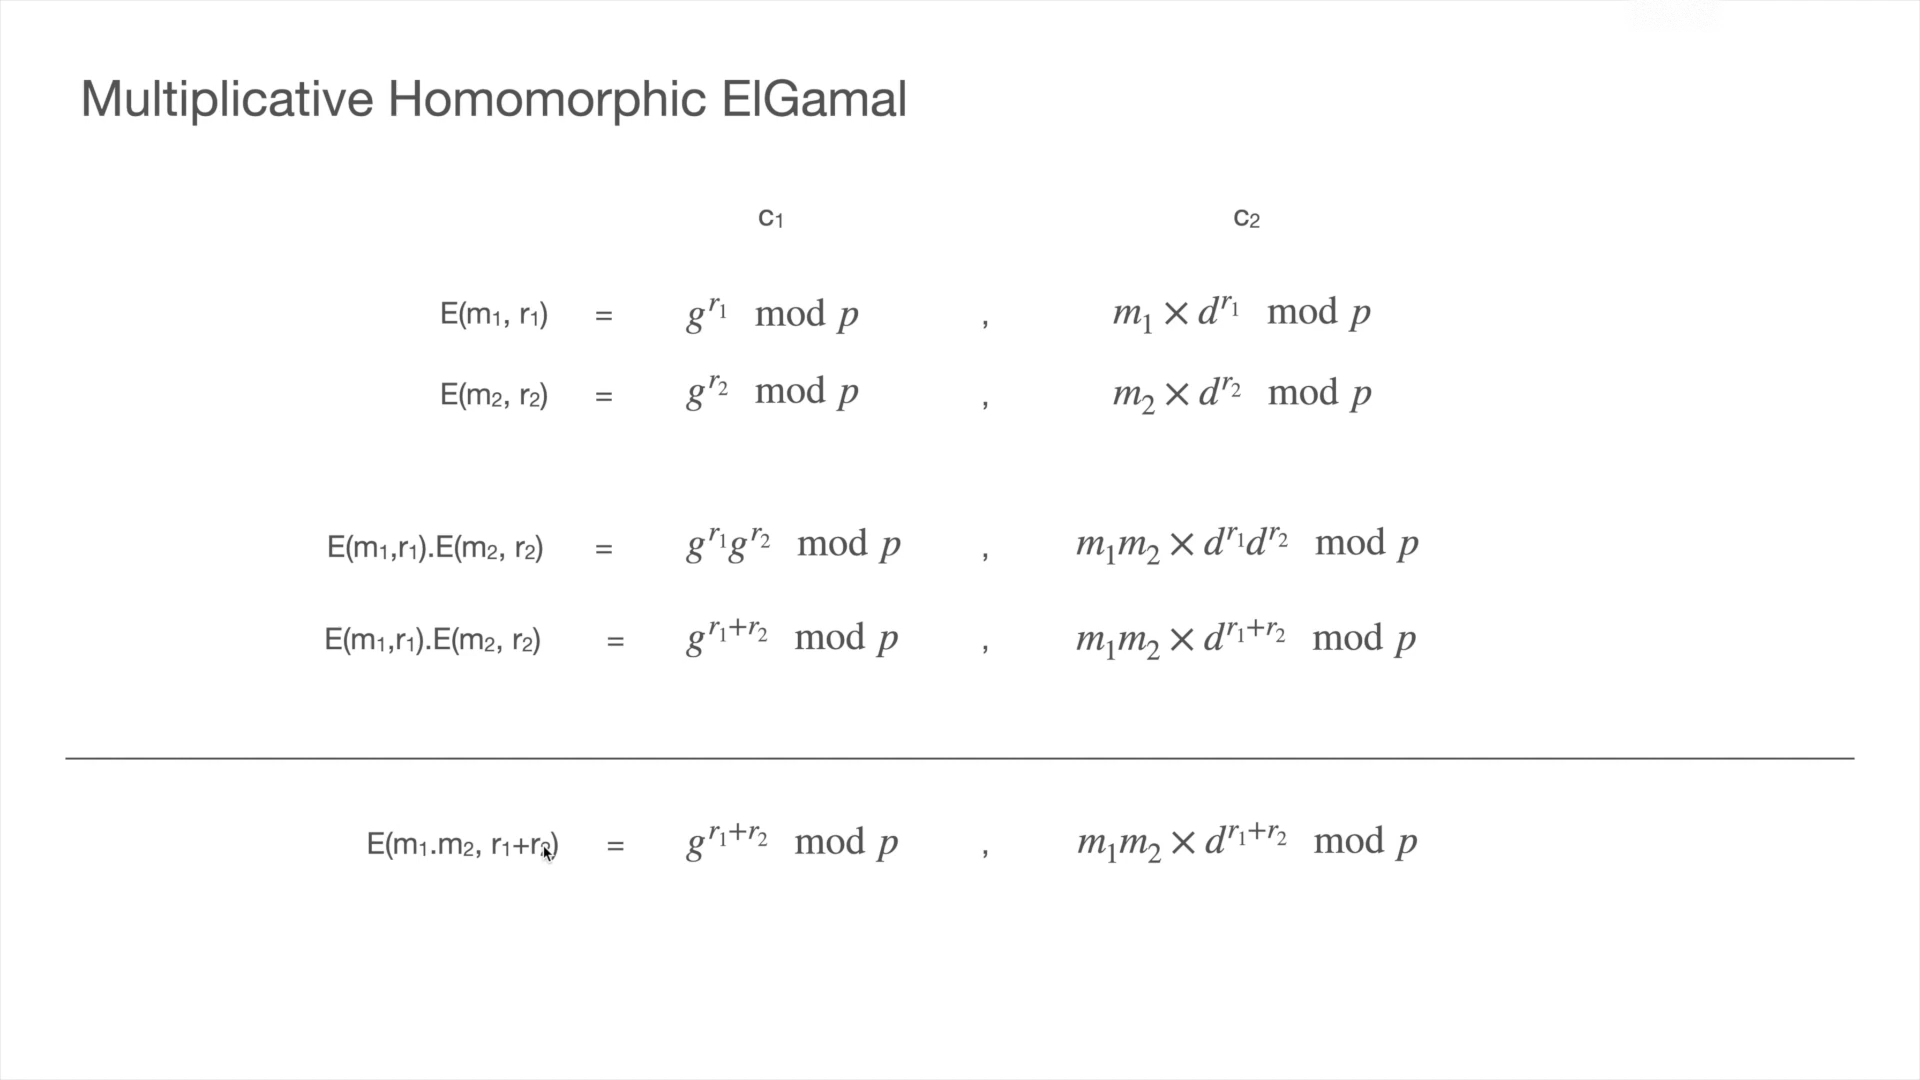 Multiplicative Homomorphic ElGamal
c₁ c₂
E(m₁, r₁) = g^{r₁} mod p , m₁ × d^{r₁} mod p
E(m₂, r₂) = g^{r₂} mod p , m₂ × d^{r₂} mod p
E(m₁,r₁).E(m₂, r₂) = g^{r₁}g^{r₂} mod p , m₁m₂ × d^{r₁}d^{r₂} mod p
E(m₁,r₁).E(m₂, r₂) = g^{r₁+r₂} mod p , m₁m₂ × d^{r₁+r₂} mod p
E(m₁.m₂, r₁+r₂) = g^{r₁+r₂} mod p , m₁m₂ × d^{r₁+r₂} mod p